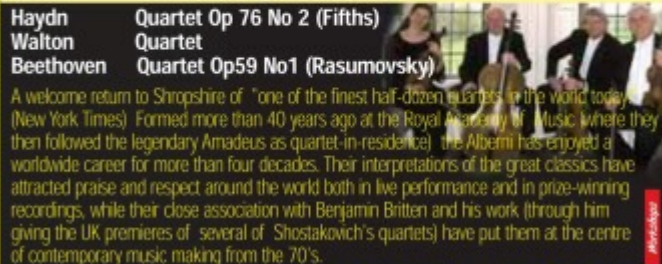 Haydn Quartet Op 76 No 2 (Fifths)
Walton Quartet
Beethoven Quartet Op59 No1 (Rasumovsky)
A welcome return to Shropshire of "one of the finest half-dozen quartets in the world today"
(New York Times) Formed more than 40 years ago at the Royal Academy of Music (where they
then followed the legendary Amadeus as quartet-in-residence) the Alberni has enjoyed a
worldwide career for more than four decades. Their interpretations of the great classics have
attracted praise and respect around the world both in live performance and in prize-winning
recordings, while their close association with Benjamin Britten and his work (through him
giving the UK premieres of several of Shostakovich's quartets) have put them at the centre
of contemporary music making from the 70's.
Workshops